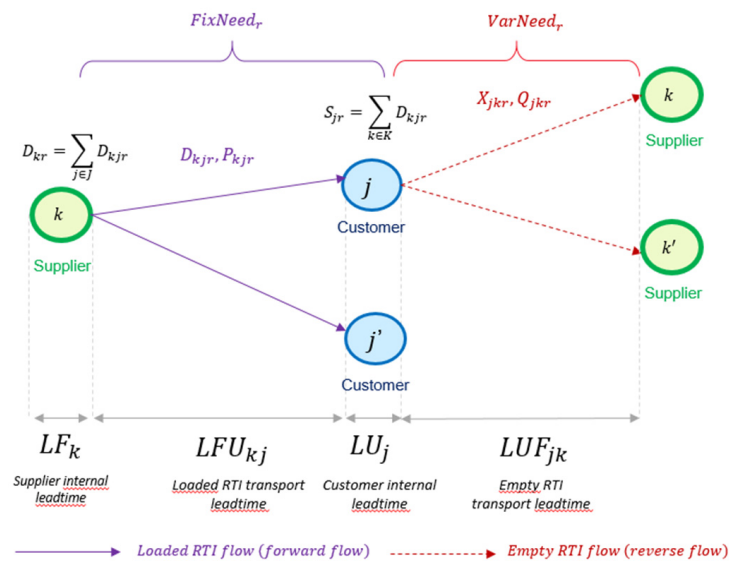 FixNeed_r
VarNeed_r
D_kr = ∑_{j∈J} D_kjr
D_kjr, P_kjr
S_jr = ∑_{k∈K} D_kjr
X_jkr, Q_jkr
k
Supplier
j
Customer
j’
Customer
k
Supplier
k′
Supplier
LF_k
Supplier internal
leadtime
LFU_kj
Loaded RTI transport
leadtime
LU_j
Customer internal
leadtime
LUF_jk
Empty RTI
transport leadtime
Loaded RTI flow (forward flow)
Empty RTI flow (reverse flow)